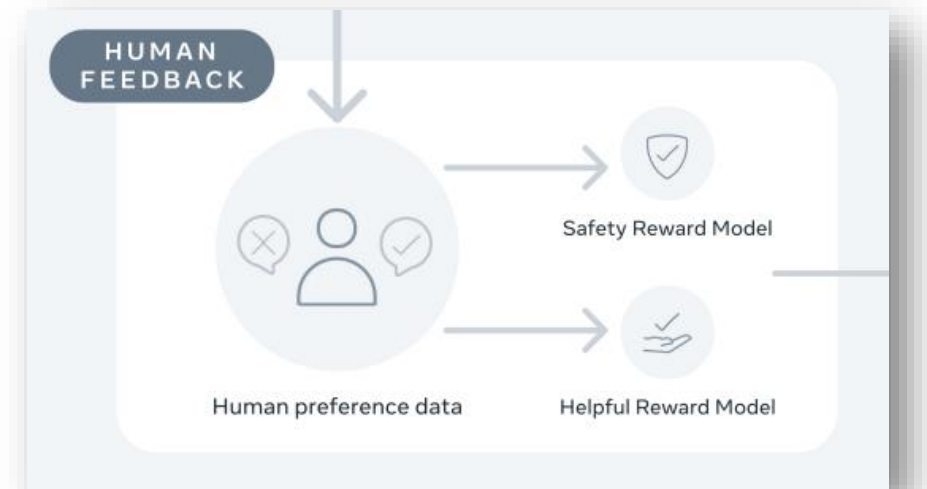 HUMAN
FEEDBACK
Safety Reward Model
Human preference data
Helpful Reward Model